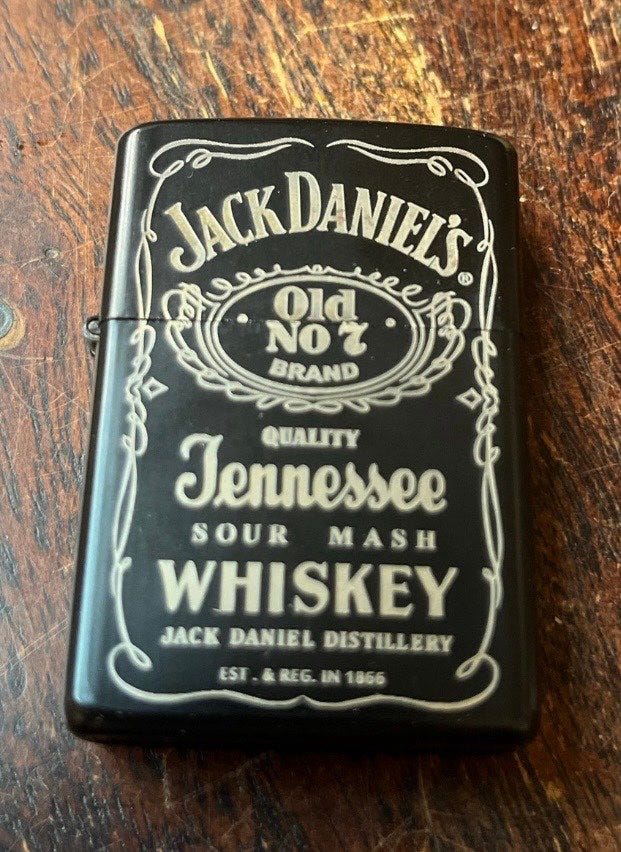 JACK DANIEL'S®
Old
No 7
BRAND
QUALITY
Tennessee
SOUR MASH
WHISKEY
JACK DANIEL DISTILLERY
EST. & REG. IN 1866